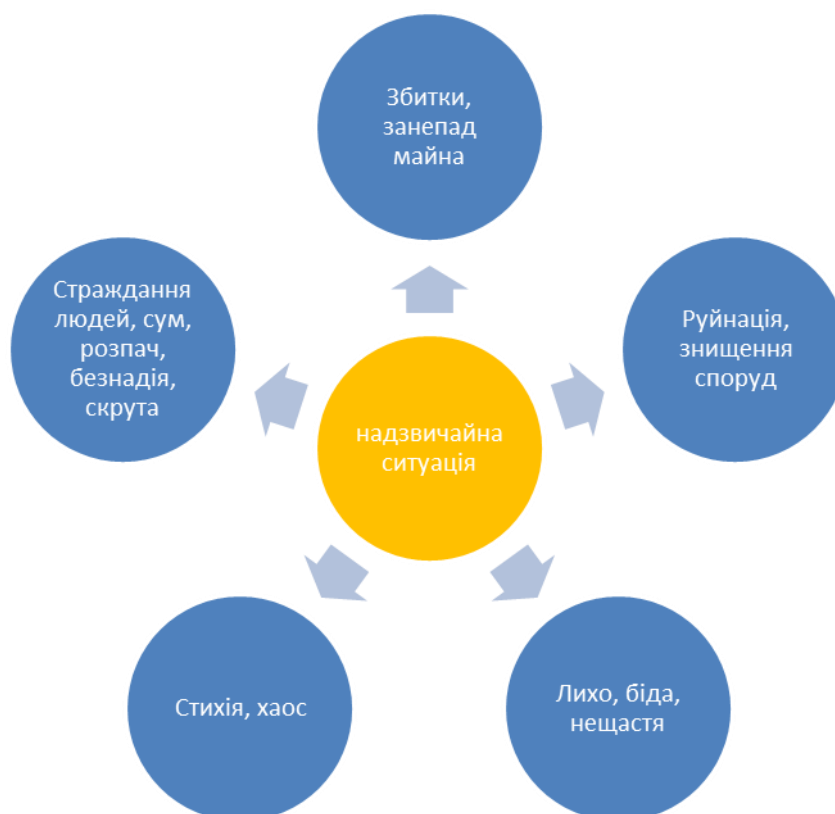 Збитки,
занепад
майна
Страждання
людей, сум,
розпач,
безнадія,
скрута
Руйнація,
знищення
споруд
надзвичайна
ситуація
Стихія, хаос
Лихо, біда,
нещастя